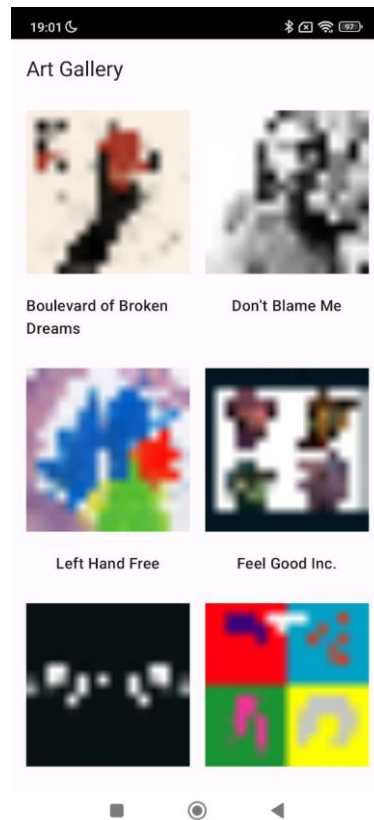 19:01
97
Art Gallery
Boulevard of Broken
Dreams
Don't Blame Me
Left Hand Free
Feel Good Inc.